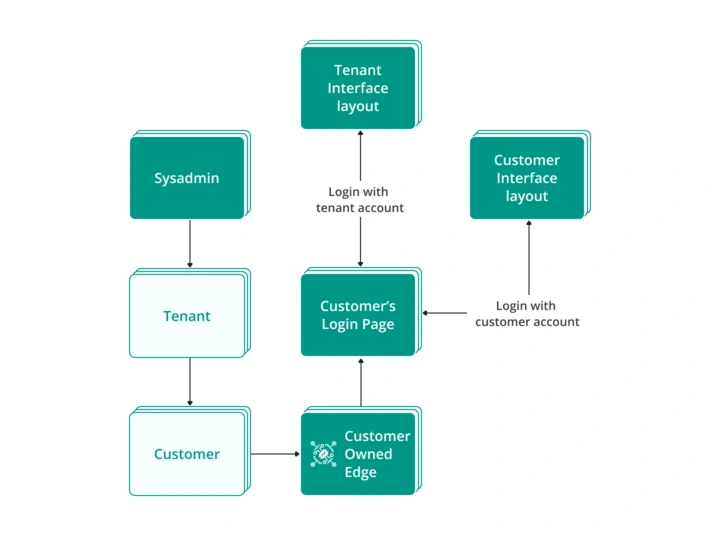 Tenant
Interface
layout
Sysadmin
Customer
Interface
layout
Login with
tenant account
Tenant
Customer’s
Login Page
Login with
customer account
Customer
Customer
Owned
Edge